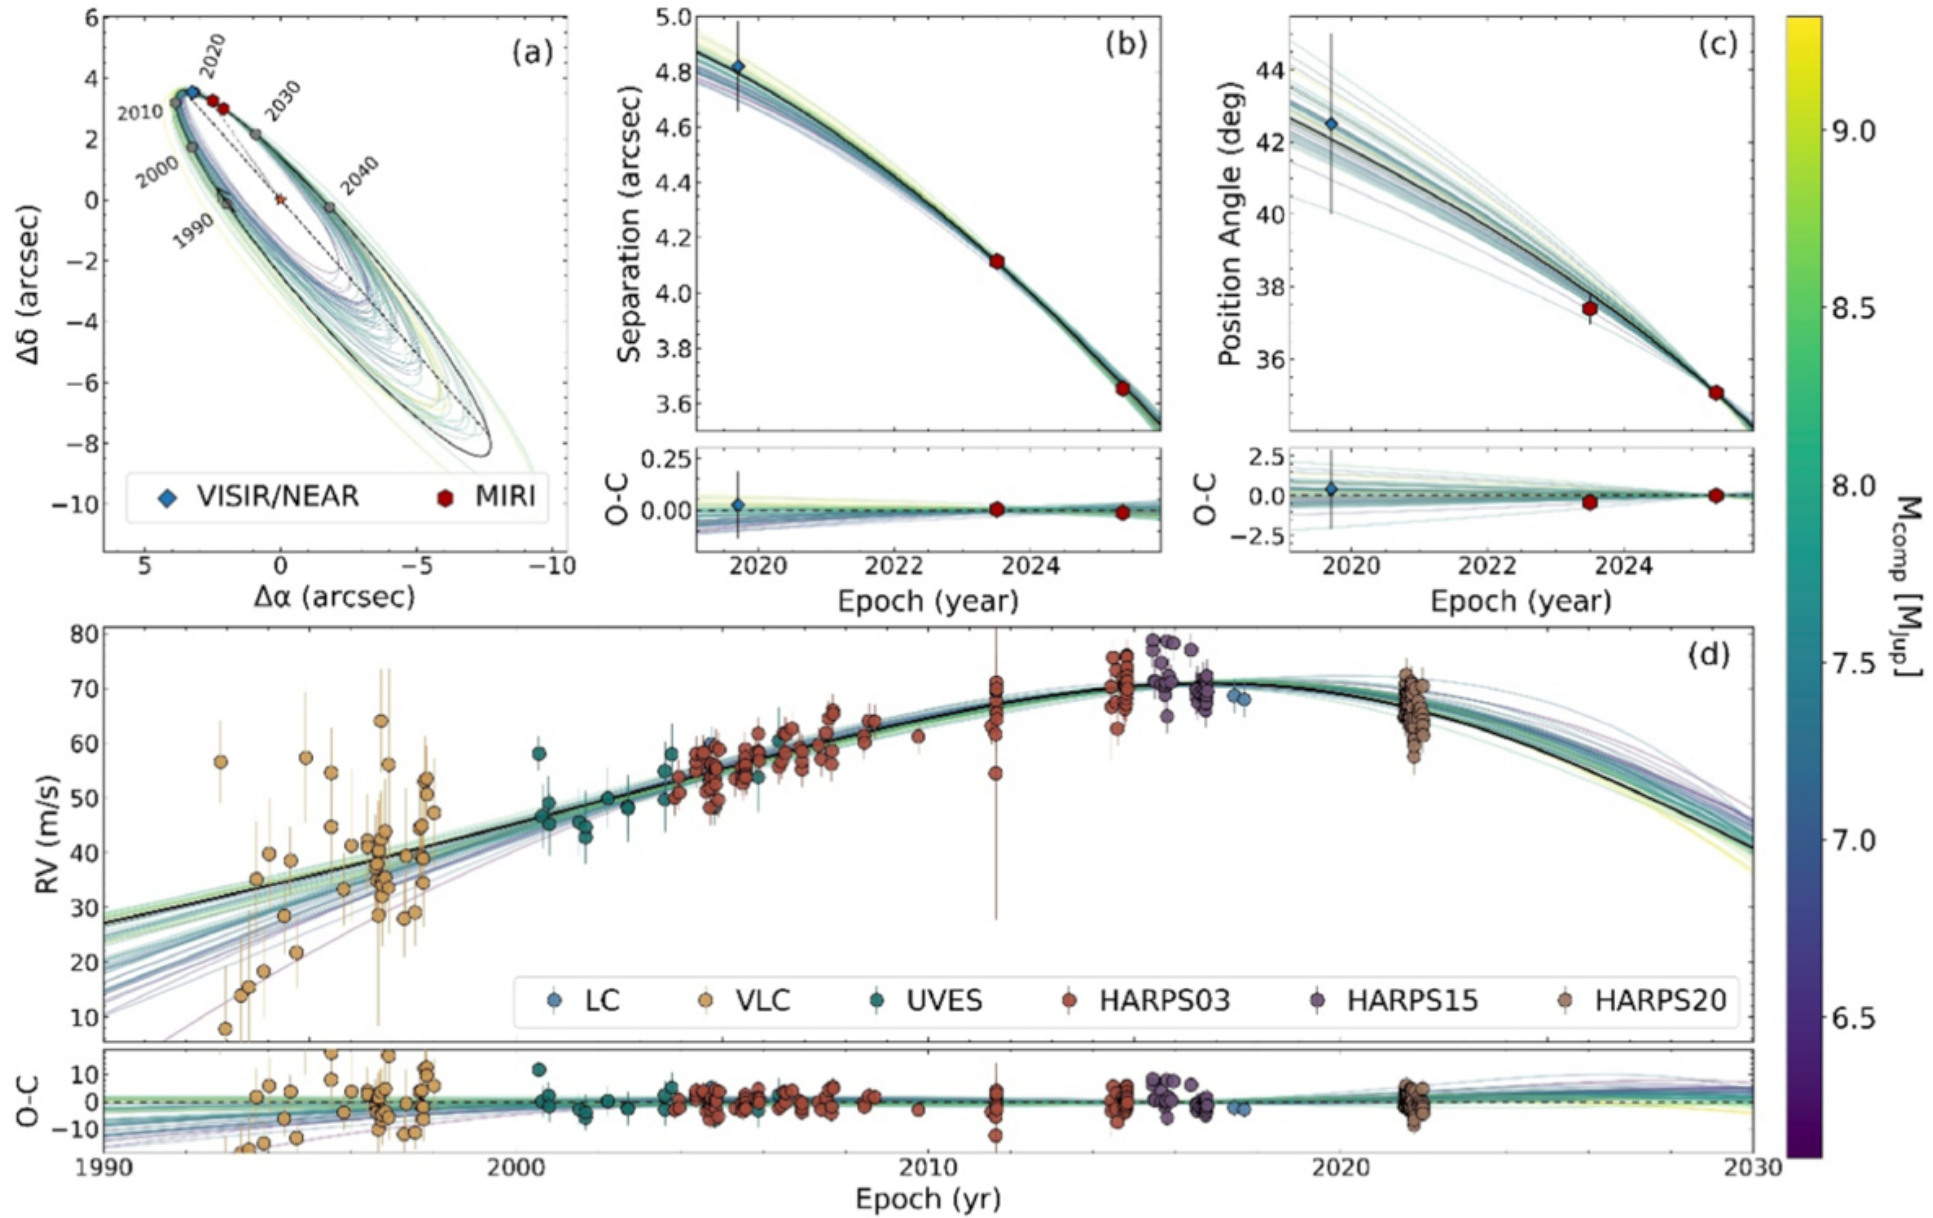 (a)
6
4
2
0
−2
−4
−6
−8
−10
Δδ (arcsec)
2020
2010
2030
2000
2040
1990
VISIR/NEAR
MIRI
5
0
−5
−10
Δα (arcsec)
(b)
5.0
4.8
4.6
4.4
4.2
4.0
3.8
3.6
Separation (arcsec)
0.25
0.00
O-C
2020
2022
2024
Epoch (year)
(c)
44
42
40
38
36
Position Angle (deg)
2.5
0.0
−2.5
O-C
2020
2022
2024
Epoch (year)
9.0
8.5
8.0
7.5
7.0
6.5
Mcomp [MJup]
(d)
80
70
60
50
40
30
20
10
RV (m/s)
LC
VLC
UVES
HARPS03
HARPS15
HARPS20
10
0
−10
O-C
1990
2000
2010
2020
2030
Epoch (yr)